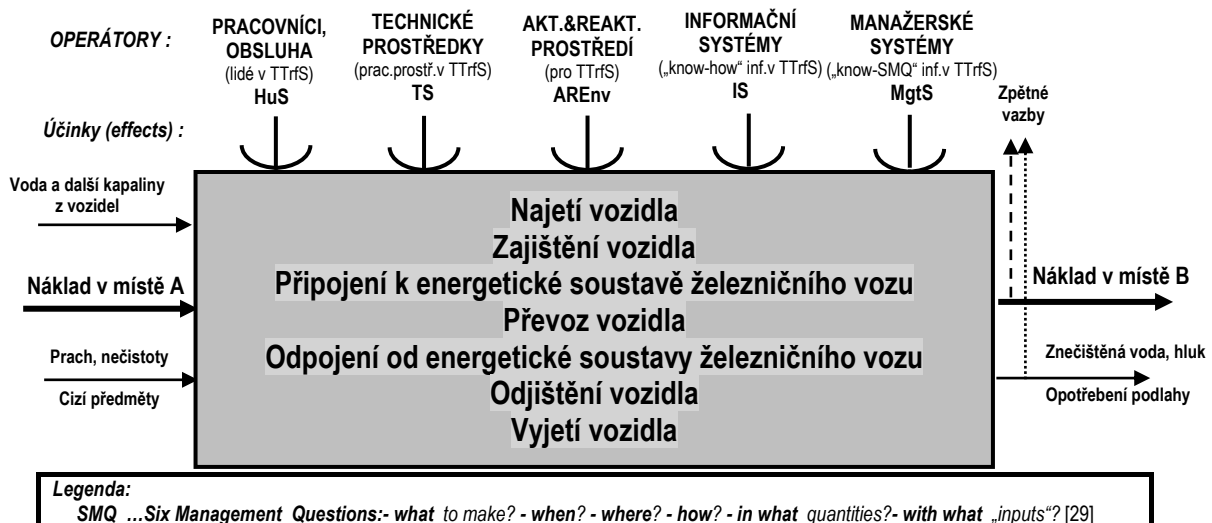 OPERÁTORY :
PRACOVNÍCI,
OBSLUHA
(lidé v TTrfS)
HuS
TECHNICKÉ
PROSTŘEDKY
(prac.prostř.v TTrfS)
TS
AKT.&REAKT.
PROSTŘEDÍ
(pro TTrfS)
AREnv
INFORMAČNÍ
SYSTÉMY
(„know-how“ inf.v TTrfS)
IS
MANAŽERSKÉ
SYSTÉMY
(„know-SMQ“ inf.v TTrfS)
MgtS
Zpětné
vazby
Účinky (effects) :
Voda a další kapaliny
z vozidel
Náklad v místě A
Prach, nečistoty
Cizí předměty
Najetí vozidla
Zajištění vozidla
Připojení k energetické soustavě železničního vozu
Převoz vozidla
Odpojení od energetické soustavy železničního vozu
Odjištění vozidla
Vyjetí vozidla
Náklad v místě B
Znečištěná voda, hluk
Opotřebení podlahy
Legenda:
SMQ ...Six Management Questions:- what to make? - when? - where? - how? - in what quantities?- with what „inputs“? [29]